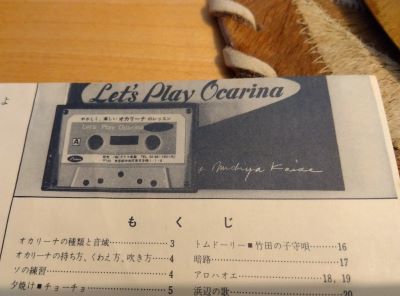 Let's Play Ocarina
やさしく、楽しい オカリーナ のレッスン
Let's Play Ocarina
A
よ
もくじ
オカリーナの種類と音域……………3
オカリーナの持ち方、くわえ方、吹き方……4
ソの練習……………………4
夕焼け■チョーチョ……………5
トムドーリー■竹田の子守唄……………16
暗路……………………17
アロハオエ……………………18, 19
浜辺の歌……………………20